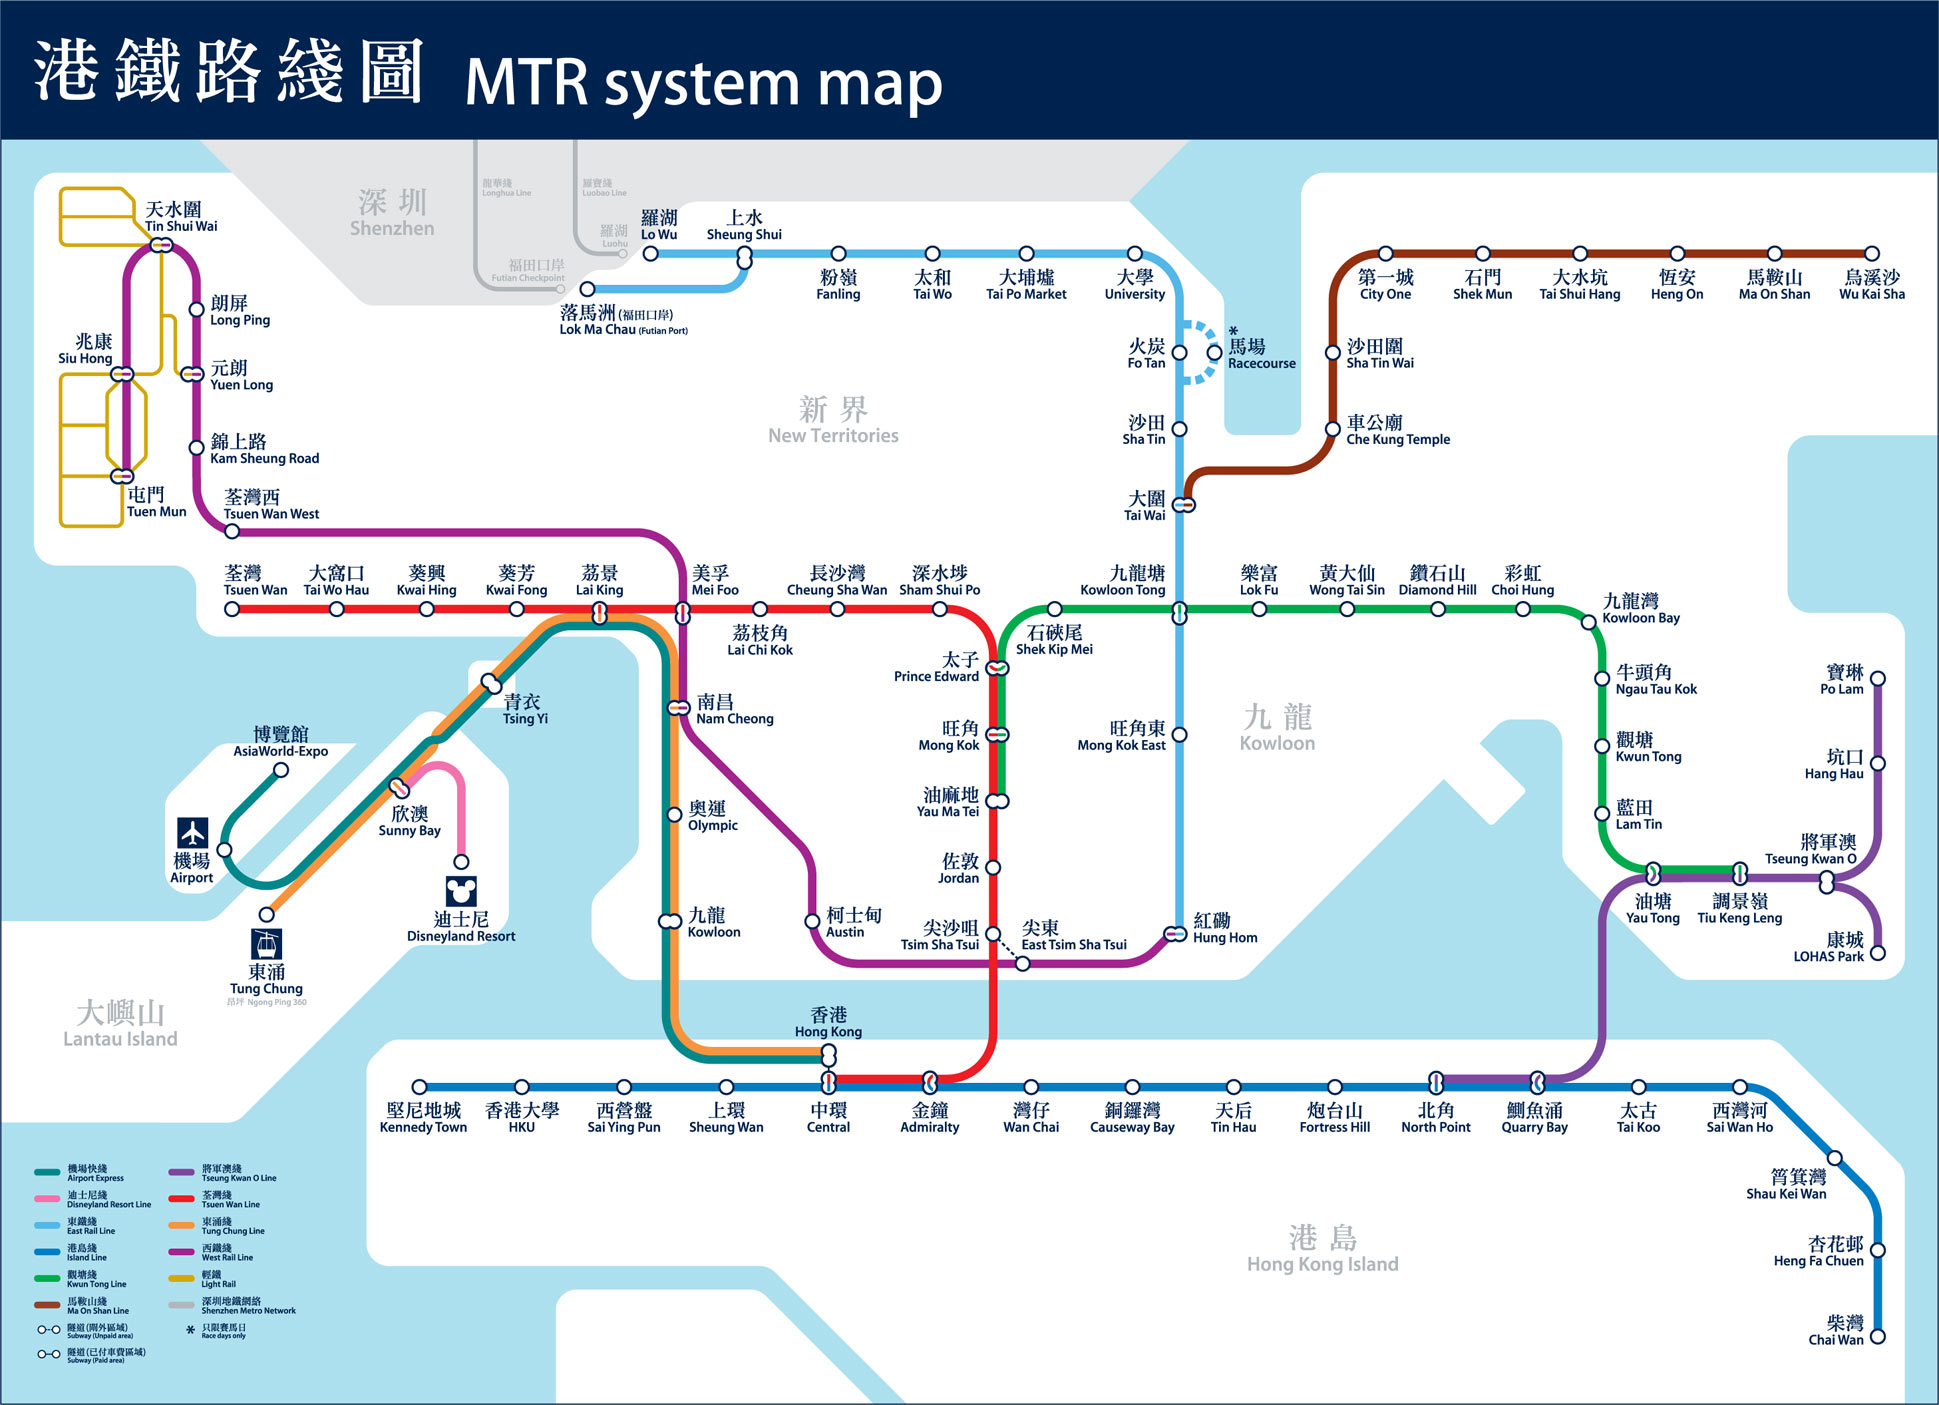 港鐵路綫圖 MTR system map
深圳
Shenzhen
龍華綫
Longhua Line
羅寶綫
Luobao Line
羅湖
Luohu
福田口岸
Futian Checkpoint
羅湖
Lo Wu
上水
Sheung Shui
落馬洲 (福田口岸)
Lok Ma Chau (Futian Port)
粉嶺
Fanling
太和
Tai Wo
大埔墟
Tai Po Market
大學
University
火炭
Fo Tan
*
馬場
Racecourse
沙田
Sha Tin
大圍
Tai Wai
第一城
City One
石門
Shek Mun
大水坑
Tai Shui Hang
恆安
Heng On
馬鞍山
Ma On Shan
烏溪沙
Wu Kai Sha
沙田圍
Sha Tin Wai
車公廟
Che Kung Temple
天水圍
Tin Shui Wai
朗屏
Long Ping
兆康
Siu Hong
元朗
Yuen Long
錦上路
Kam Sheung Road
屯門
Tuen Mun
荃灣西
Tsuen Wan West
新界
New Territories
荃灣
Tsuen Wan
大窩口
Tai Wo Hau
葵興
Kwai Hing
葵芳
Kwai Fong
荔景
Lai King
美孚
Mei Foo
荔枝角
Lai Chi Kok
長沙灣
Cheung Sha Wan
深水埗
Sham Shui Po
太子
Prince Edward
石硤尾
Shek Kip Mei
九龍塘
Kowloon Tong
樂富
Lok Fu
黃大仙
Wong Tai Sin
鑽石山
Diamond Hill
彩虹
Choi Hung
九龍灣
Kowloon Bay
牛頭角
Ngau Tau Kok
觀塘
Kwun Tong
藍田
Lam Tin
油塘
Yau Tong
調景嶺
Tiu Keng Leng
將軍澳
Tseung Kwan O
寶琳
Po Lam
坑口
Hang Hau
康城
LOHAS Park
青衣
Tsing Yi
南昌
Nam Cheong
旺角
Mong Kok
旺角東
Mong Kok East
九龍
Kowloon
博覽館
AsiaWorld-Expo
機場
Airport
欣澳
Sunny Bay
迪士尼
Disneyland Resort
東涌
Tung Chung
昂坪 Ngong Ping 360
大嶼山
Lantau Island
奧運
Olympic
油麻地
Yau Ma Tei
佐敦
Jordan
九龍
Kowloon
柯士甸
Austin
尖沙咀
Tsim Sha Tsui
尖東
East Tsim Sha Tsui
紅磡
Hung Hom
香港
Hong Kong
堅尼地城
Kennedy Town
香港大學
HKU
西營盤
Sai Ying Pun
上環
Sheung Wan
中環
Central
金鐘
Admiralty
灣仔
Wan Chai
銅鑼灣
Causeway Bay
天后
Tin Hau
炮台山
Fortress Hill
北角
North Point
鰂魚涌
Quarry Bay
太古
Tai Koo
西灣河
Sai Wan Ho
筲箕灣
Shau Kei Wan
杏花邨
Heng Fa Chuen
柴灣
Chai Wan
港島
Hong Kong Island
機場快綫
Airport Express
迪士尼綫
Disneyland Resort Line
東鐵綫
East Rail Line
港島綫
Island Line
觀塘綫
Kwun Tong Line
馬鞍山綫
Ma On Shan Line
隧道(閘外區域)
Subway (Unpaid area)
隧道(已付車費區域)
Subway (Paid area)
將軍澳綫
Tseung Kwan O Line
荃灣綫
Tsuen Wan Line
東涌綫
Tung Chung Line
西鐵綫
West Rail Line
輕鐵
Light Rail
深圳地鐵網絡
Shenzhen Metro Network
* 只限賽馬日
Race days only